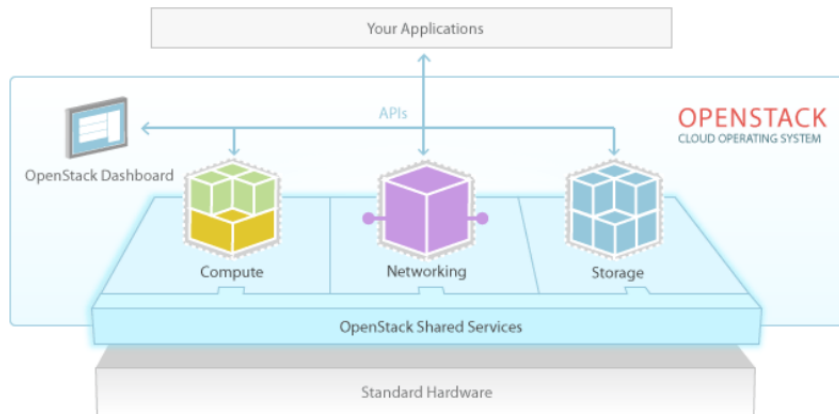 Your Applications
APIs
OPENSTACK
CLOUD OPERATING SYSTEM
OpenStack Dashboard
Compute
Networking
Storage
OpenStack Shared Services
Standard Hardware